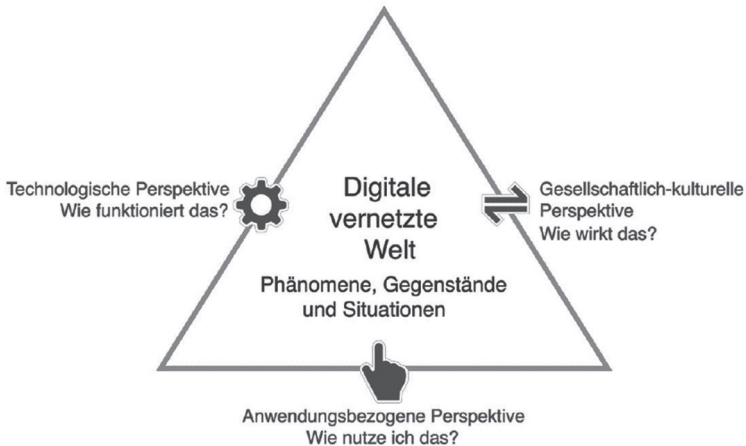 Technologische Perspektive
Wie funktioniert das?
Digitale
vernetzte
Welt
Phänomene, Gegenstände
und Situationen
Gesellschaftlich-kulturelle
Perspektive
Wie wirkt das?
Anwendungsbezogene Perspektive
Wie nutze ich das?